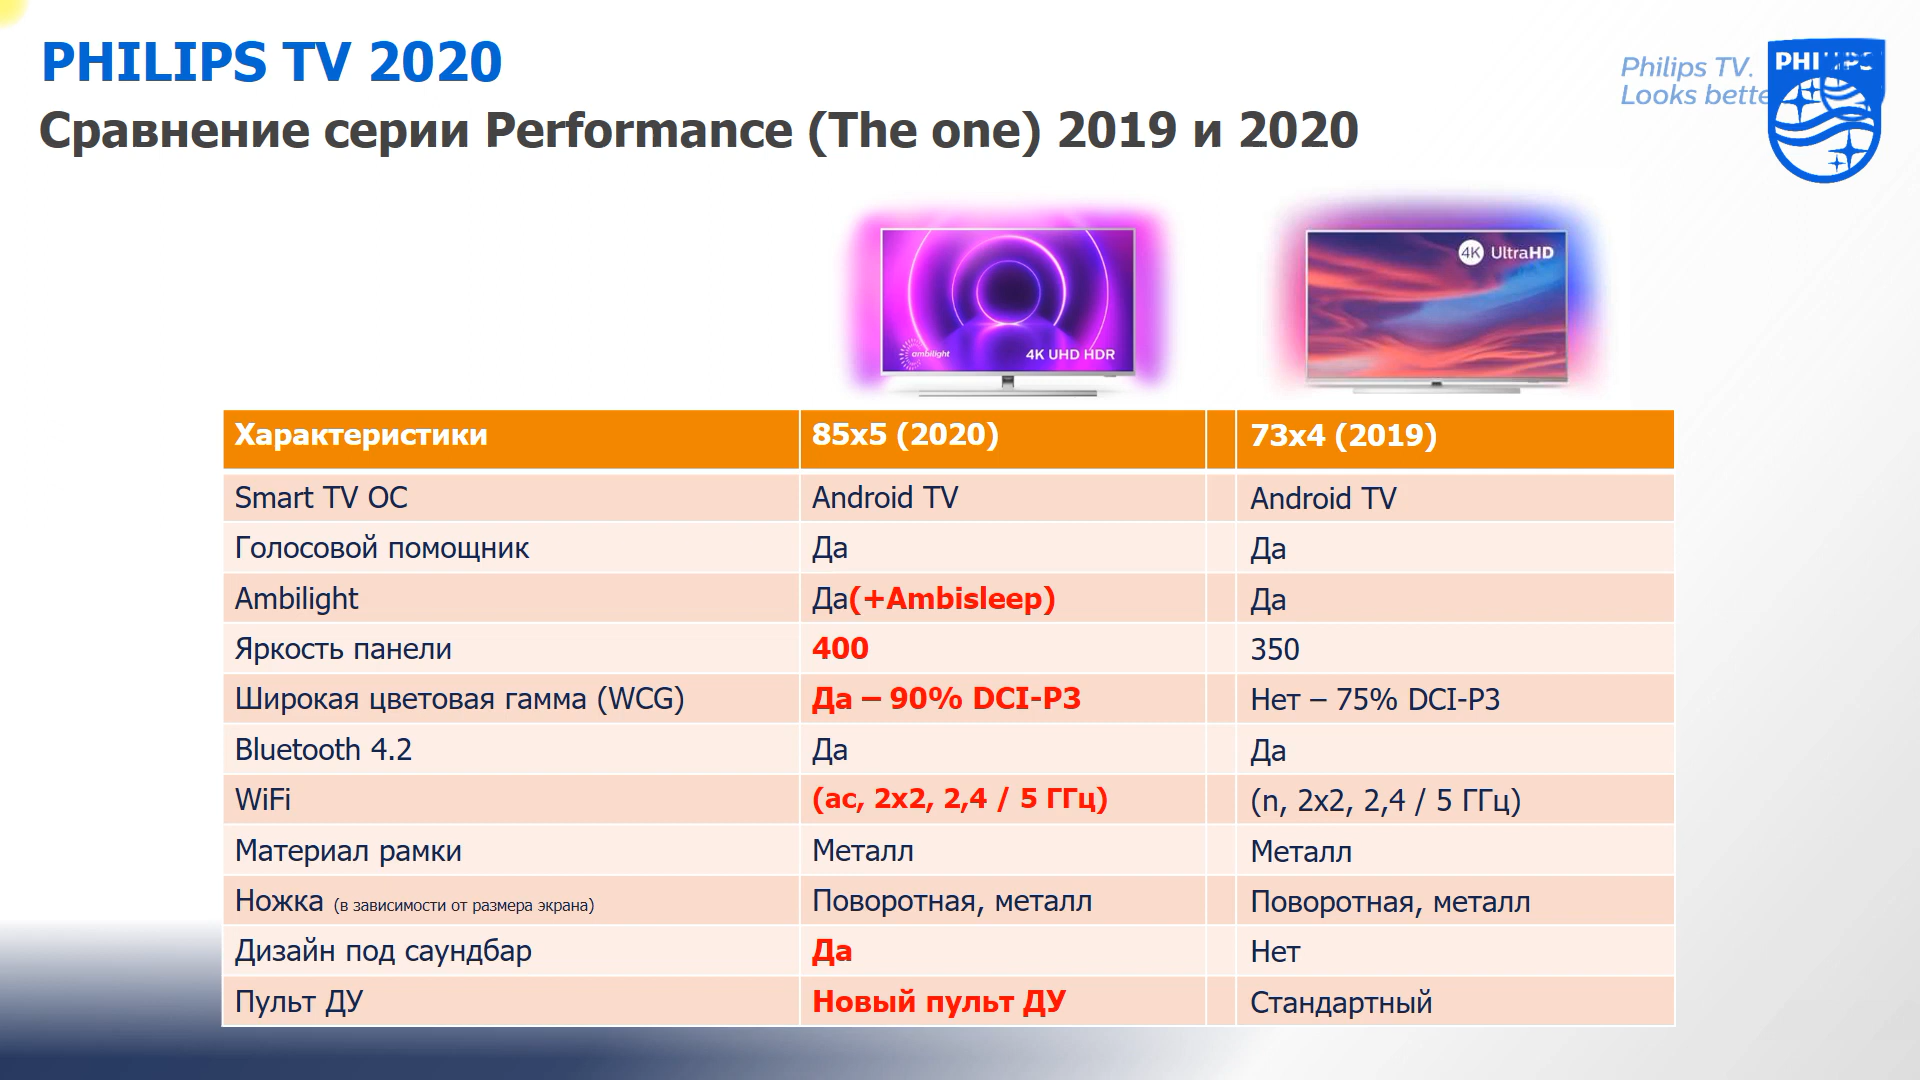 PHILIPS TV 2020
Сравнение серии Performance (The one) 2019 и 2020
Philips TV.
Looks
ambilight
4K UHD HDR
4K UltraHD
Характеристики 85x5 (2020) 73x4 (2019)
Smart TV ОС Android TV Android TV
Голосовой помощник Да Да
Ambilight Да(+Ambisleep) Да
Яркость панели 400 350
Широкая цветовая гамма (WCG) Да – 90% DCI-P3 Нет – 75% DCI-P3
Bluetooth 4.2 Да Да
WiFi (ac, 2x2, 2,4 / 5 ГГц) (n, 2x2, 2,4 / 5 ГГц)
Материал рамки Металл Металл
Ножка (в зависимости от размера экрана) Поворотная, металл Поворотная, металл
Дизайн под саундбар Да Нет
Пульт ДУ Новый пульт ДУ Стандартный